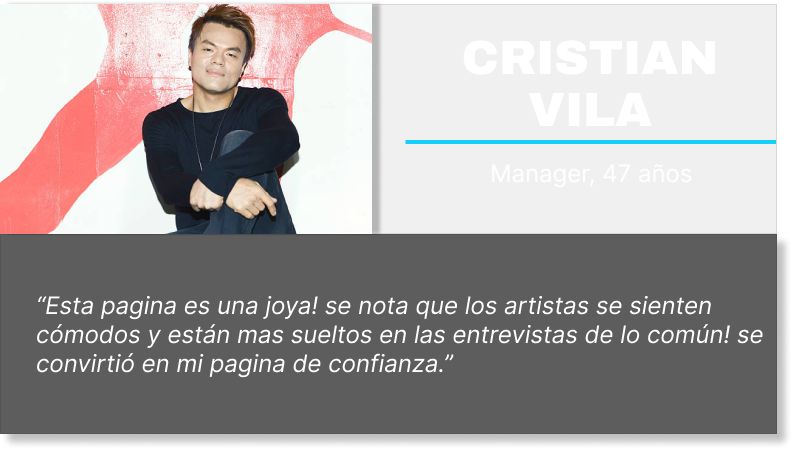 CRISTIAN
VILA
Manager, 47 años
“Esta pagina es una joya! se nota que los artistas se sienten
cómodos y están mas sueltos en las entrevistas de lo común! se
convirtió en mi pagina de confianza.”